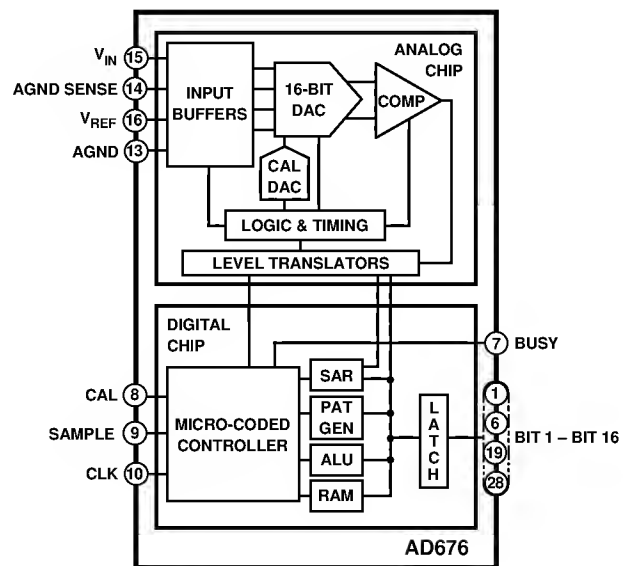 ANALOG
CHIP
V_IN 15
AGND SENSE 14
V_REF 16
AGND 13
INPUT
BUFFERS
16-BIT
DAC
COMP
CAL
DAC
LOGIC & TIMING
LEVEL TRANSLATORS
DIGITAL
CHIP
7 BUSY
CAL 8
SAMPLE 9
CLK 10
MICRO-CODED
CONTROLLER
SAR
PAT
GEN
ALU
RAM
L
A
T
C
H
1
6
19
28
BIT 1 – BIT 16
AD676